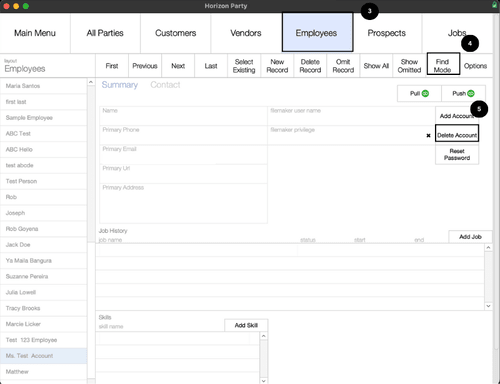 Horizon Party
3
Main Menu
All Parties
Customers
Vendors
Employees
Prospects
Jobs
4
layout
Employees
First
Previous
Next
Last
Select Existing
New Record
Delete Record
Omit Record
Show All
Show Omitted
Find Mode
Options
Maria Santos
first last
Sample Employee
ABC Test
ABC Hello
test abode
Test Person
Rob
Joseph
Rob Goyena
Jack Doe
Ya Maria Bangura
Suzanne Pereira
Julia Lowell
Tracy Brooks
Marcie Licker
Test 123 Employee
Ms. Test Account
Matthew
Summary
Contact
Pull GO
Push GO
5
Name
filemaker user name
Add Account
Primary Phone
filemaker privilege
Delete Account
Primary Email
Reset Password
Primary Url
Primary Address
Job History
job name
status
start
end
Add Job
Skills
skill name
Add Skill